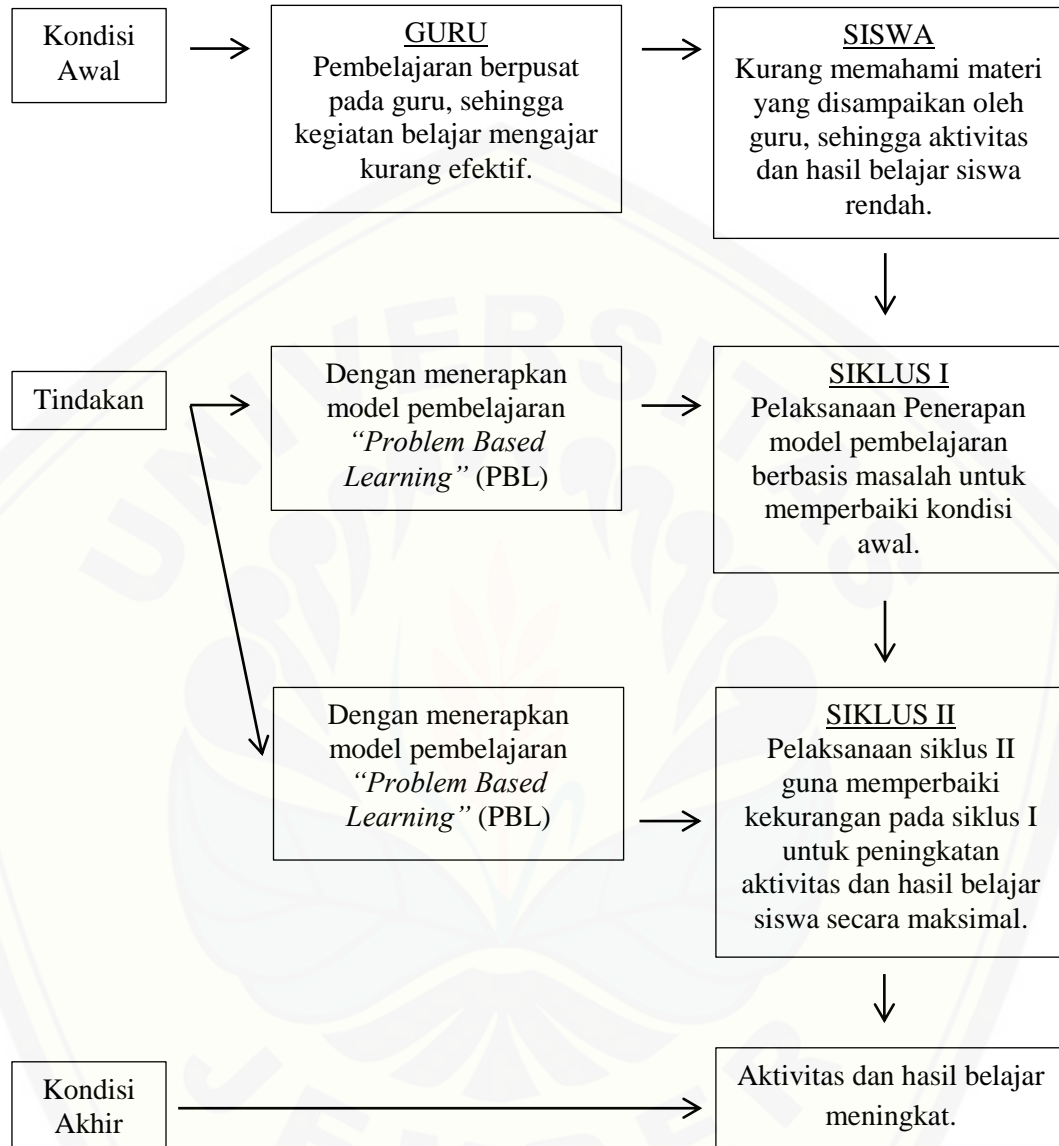 Kondisi
Awal
GURU
Pembelajaran berpusat
pada guru, sehingga
kegiatan belajar mengajar
kurang efektif.
SISWA
Kurang memahami materi
yang disampaikan oleh
guru, sehingga aktivitas
dan hasil belajar siswa
rendah.
Tindakan
Dengan menerapkan
model pembelajaran
“Problem Based
Learning” (PBL)
SIKLUS I
Pelaksanaan Penerapan
model pembelajaran
berbasis masalah untuk
memperbaiki kondisi
awal.
Dengan menerapkan
model pembelajaran
“Problem Based
Learning” (PBL)
SIKLUS II
Pelaksanaan siklus II
guna memperbaiki
kekurangan pada siklus I
untuk peningkatan
aktivitas dan hasil belajar
siswa secara maksimal.
Kondisi
Akhir
Aktivitas dan hasil belajar
meningkat.
UNIVERSITAS
JEMBER